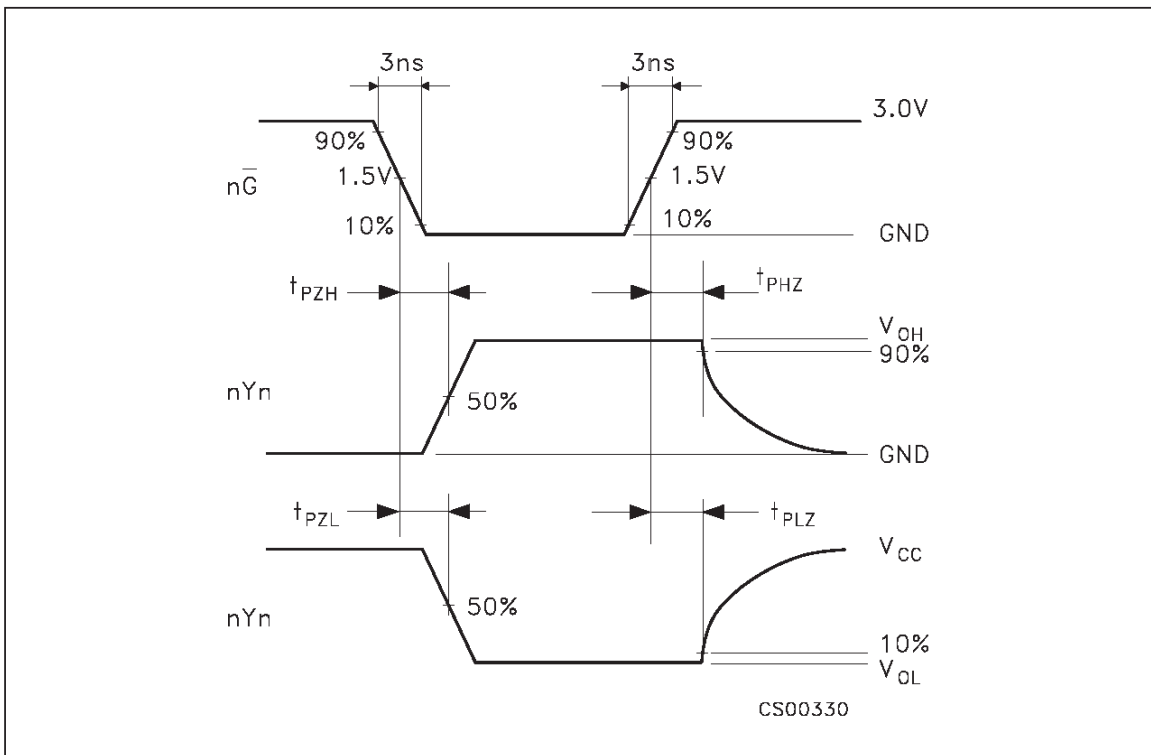 3ns 3ns
3.0V
90% 90%
nG̅ 1.5V 1.5V
10% 10%
GND
tPZH tPHZ
VOH
90%
nYn 50%
GND
tPZL tPLZ
VCC
nYn 50%
10%
VOL
CS00330